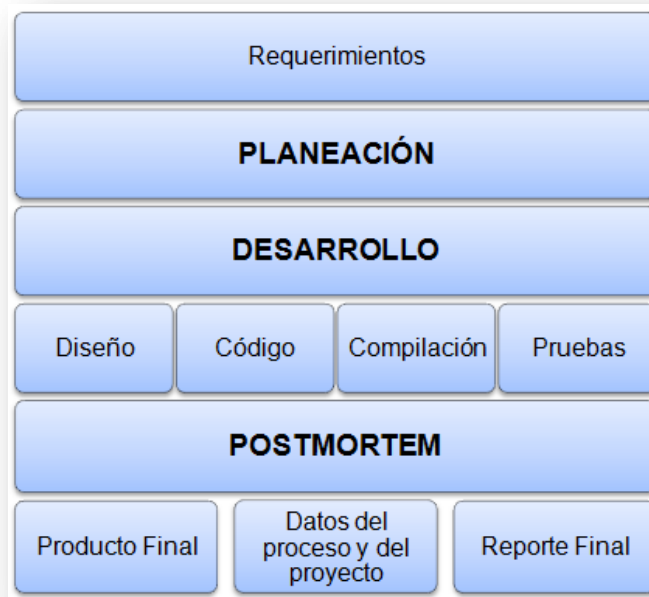 Requerimientos
PLANEACIÓN
DESARROLLO
Diseño
Código
Compilación
Pruebas
POSTMORTEM
Producto Final
Datos del
proceso y del
proyecto
Reporte Final